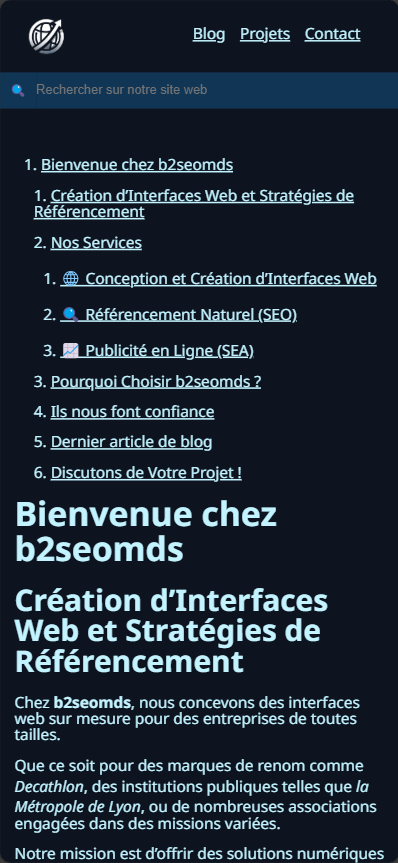 Blog Projets Contact
Rechercher sur notre site web
1. Bienvenue chez b2seomds
1. Création d’Interfaces Web et Stratégies de
Référencement
2. Nos Services
1. 🌐 Conception et Création d’Interfaces Web
2. 🔍 Référencement Naturel (SEO)
3. 📈 Publicité en Ligne (SEA)
3. Pourquoi Choisir b2seomds ?
4. Ils nous font confiance
5. Dernier article de blog
6. Discutons de Votre Projet !
Bienvenue chez
b2seomds
Création d’Interfaces
Web et Stratégies de
Référencement
Chez b2seomds, nous concevons des interfaces
web sur mesure pour des entreprises de toutes
tailles.
Que ce soit pour des marques de renom comme
Decathlon, des institutions publiques telles que la
Métropole de Lyon, ou de nombreuses associations
engagées dans des missions variées.
Notre mission est d’offrir des solutions numériques